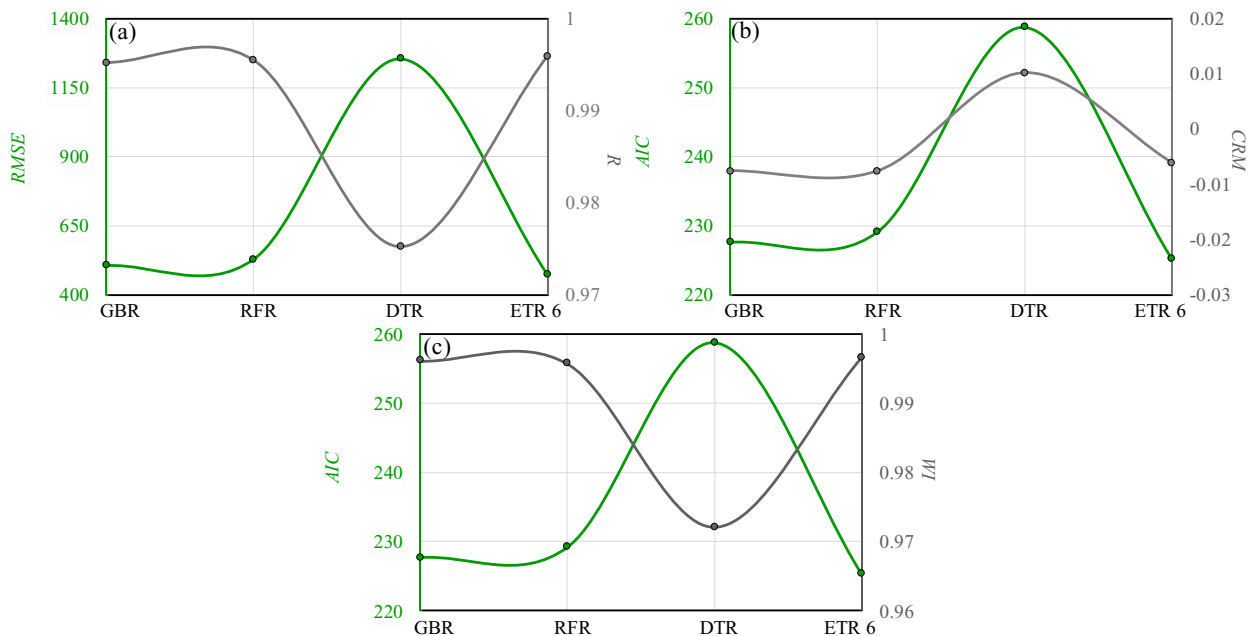 (a)
1400
1150
900
650
400
RMSE
1
0.99
0.98
0.97
R
GBR RFR DTR ETR 6
(b)
260
250
240
230
220
AIC
0.02
0.01
0
-0.01
-0.02
-0.03
CRM
GBR RFR DTR ETR 6
(c)
260
250
240
230
220
AIC
1
0.99
0.98
0.97
0.96
WI
GBR RFR DTR ETR 6